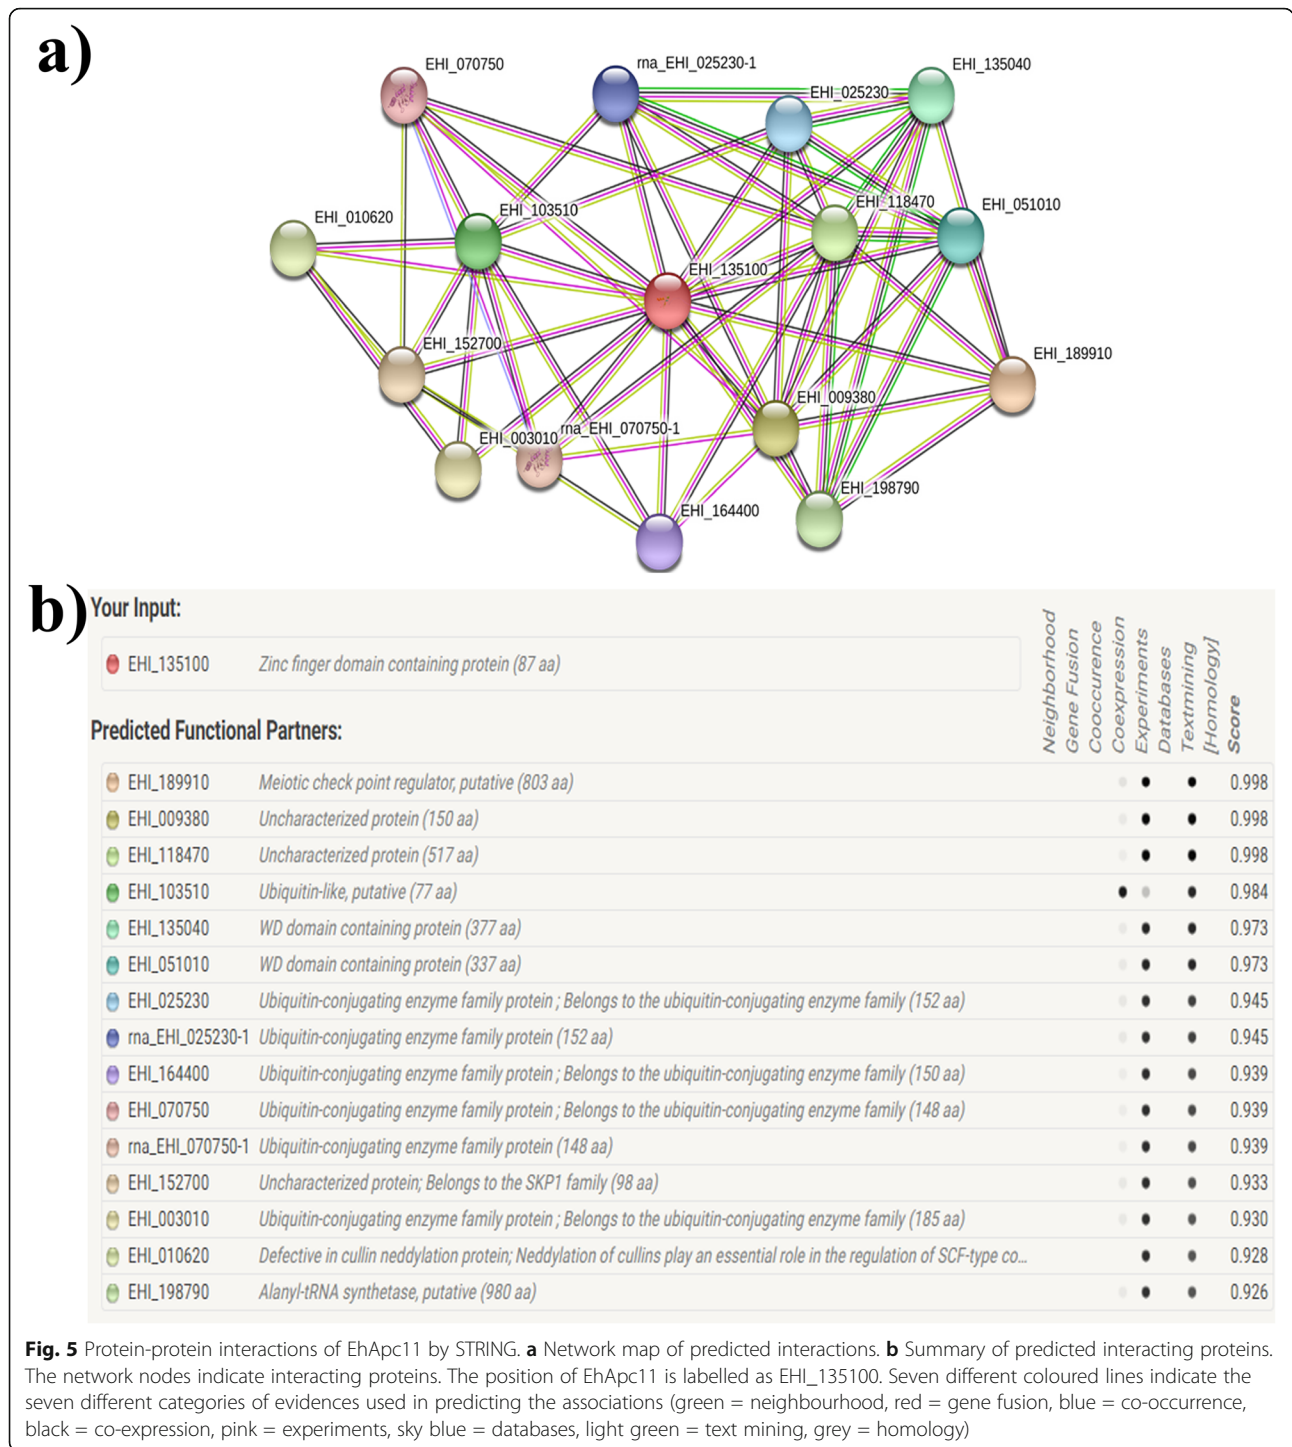 a)
EHI_070750
rna_EHI_025230-1
EHI_135040
EHI_025230
EHI_010620
EHI_103510
EHI_118470
EHI_051010
EHI_135100
EHI_152700
EHI_189910
EHI_009380
EHI_003010
rna_EHI_070750-1
EHI_198790
EHI_164400
b)
Your Input:
Neighborhood
Gene Fusion
Cooccurence
Coexpression
Experiments
Databases
Textmining
[Homology]
Score
EHI_135100 Zinc finger domain containing protein (87 aa)
Predicted Functional Partners:
EHI_189910 Meiotic check point regulator, putative (803 aa) 0.998
EHI_009380 Uncharacterized protein (150 aa) 0.998
EHI_118470 Uncharacterized protein (517 aa) 0.998
EHI_103510 Ubiquitin-like, putative (77 aa) 0.984
EHI_135040 WD domain containing protein (377 aa) 0.973
EHI_051010 WD domain containing protein (337 aa) 0.973
EHI_025230 Ubiquitin-conjugating enzyme family protein ; Belongs to the ubiquitin-conjugating enzyme family (152 aa) 0.945
rna_EHI_025230-1 Ubiquitin-conjugating enzyme family protein (152 aa) 0.945
EHI_164400 Ubiquitin-conjugating enzyme family protein ; Belongs to the ubiquitin-conjugating enzyme family (150 aa) 0.939
EHI_070750 Ubiquitin-conjugating enzyme family protein ; Belongs to the ubiquitin-conjugating enzyme family (148 aa) 0.939
rna_EHI_070750-1 Ubiquitin-conjugating enzyme family protein (148 aa) 0.939
EHI_152700 Uncharacterized protein; Belongs to the SKP1 family (98 aa) 0.933
EHI_003010 Ubiquitin-conjugating enzyme family protein ; Belongs to the ubiquitin-conjugating enzyme family (185 aa) 0.930
EHI_010620 Defective in cullin neddylation protein; Neddylation of cullins play an essential role in the regulation of SCF-type co... 0.928
EHI_198790 Alanyl-tRNA synthetase, putative (980 aa) 0.926
Fig. 5 Protein-protein interactions of EhApc11 by STRING. a Network map of predicted interactions. b Summary of predicted interacting proteins.
The network nodes indicate interacting proteins. The position of EhApc11 is labelled as EHI_135100. Seven different coloured lines indicate the
seven different categories of evidences used in predicting the associations (green = neighbourhood, red = gene fusion, blue = co-occurrence,
black = co-expression, pink = experiments, sky blue = databases, light green = text mining, grey = homology)